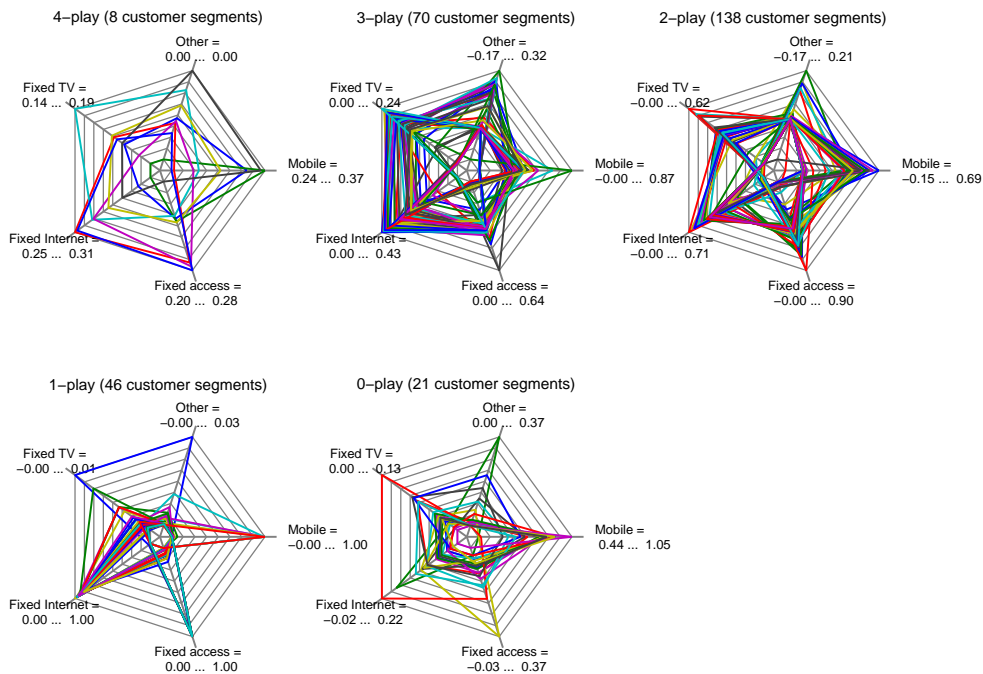 4−play (8 customer segments)
Other =
0.00 ... 0.00
Fixed TV =
0.14 ... 0.19
Mobile =
0.24 ... 0.37
Fixed Internet =
0.25 ... 0.31
Fixed access =
0.20 ... 0.28
3−play (70 customer segments)
Other =
−0.17 ... 0.32
Fixed TV =
0.00 ... 0.24
Mobile =
−0.00 ... 0.87
Fixed Internet =
0.00 ... 0.43
Fixed access =
0.00 ... 0.64
2−play (138 customer segments)
Other =
−0.17 ... 0.21
Fixed TV =
−0.00 ... 0.62
Mobile =
−0.15 ... 0.69
Fixed Internet =
−0.00 ... 0.71
Fixed access =
−0.00 ... 0.90
1−play (46 customer segments)
Other =
−0.00 ... 0.03
Fixed TV =
−0.00 ... 0.01
Mobile =
−0.00 ... 1.00
Fixed Internet =
0.00 ... 1.00
Fixed access =
0.00 ... 1.00
0−play (21 customer segments)
Other =
0.00 ... 0.37
Fixed TV =
0.00 ... 0.13
Mobile =
0.44 ... 1.05
Fixed Internet =
−0.02 ... 0.22
Fixed access =
−0.03 ... 0.37